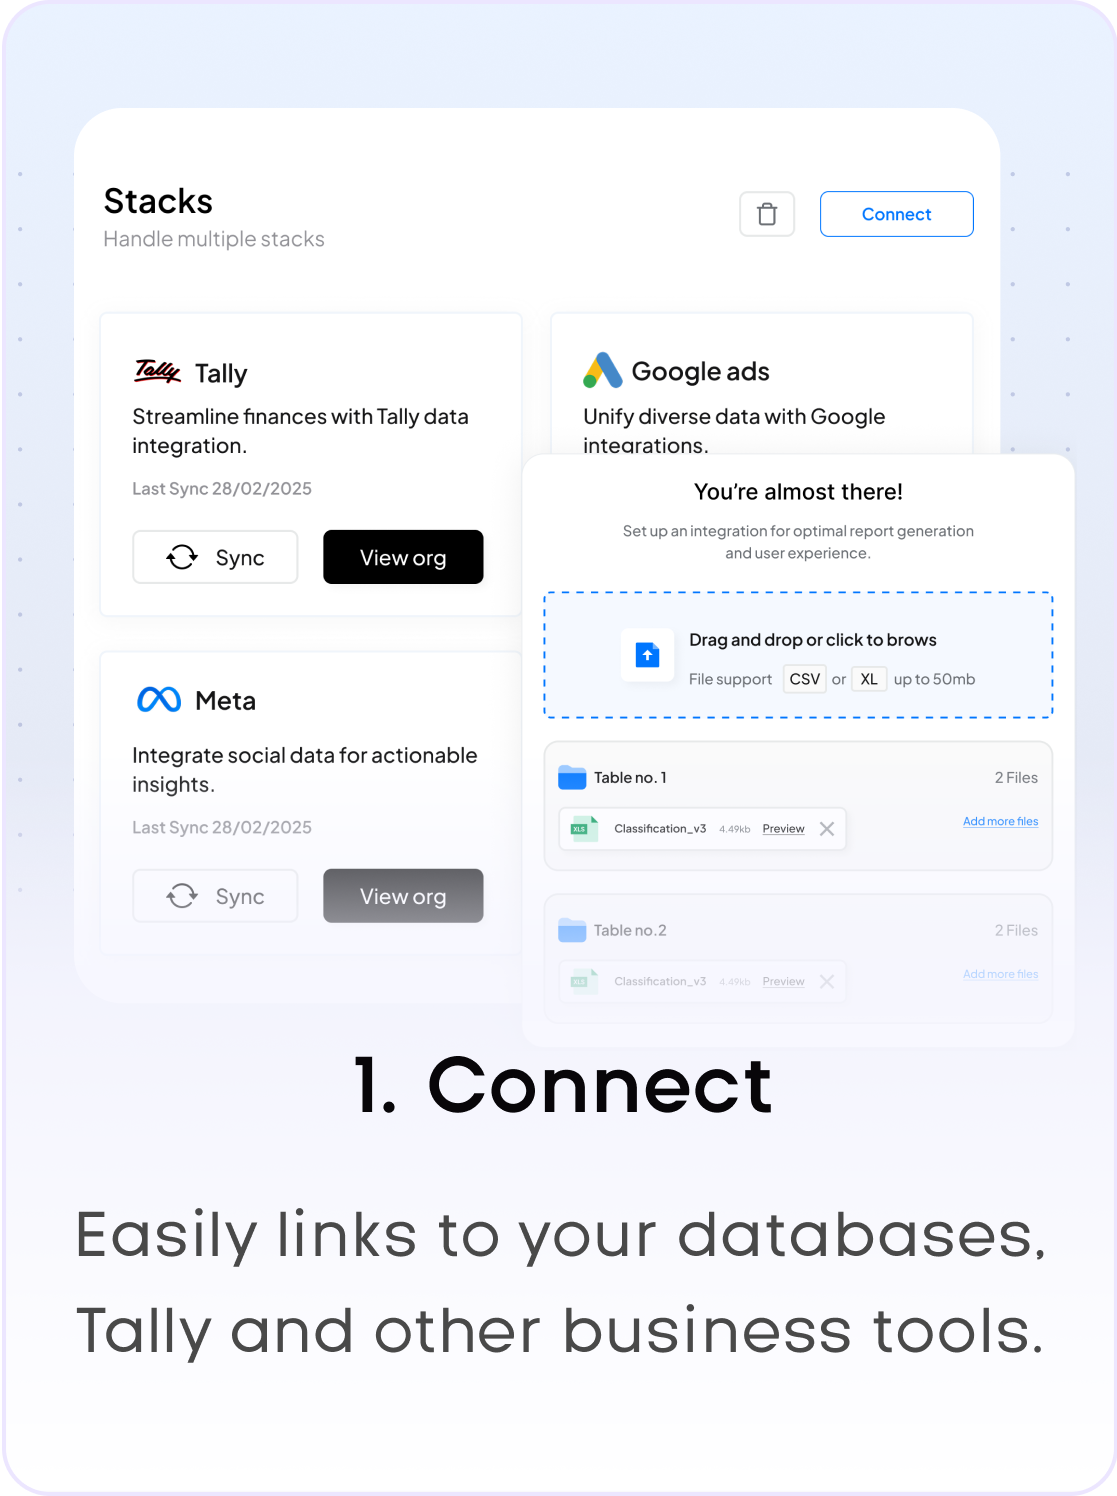 Stacks
Handle multiple stacks
Connect
Tally
Tally
Streamline finances with Tally data
integration.
Last Sync 28/02/2025
Sync
View org
Google ads
Unify diverse data with Google
integrations.
Meta
Integrate social data for actionable
insights.
Last Sync 28/02/2025
Sync
View org
You're almost there!
Set up an integration for optimal report generation
and user experience.
Drag and drop or click to brows
File support CSV or XL up to 50mb
Table no. 1
2 Files
XLS Classification_v3 4.49kb Preview
Add more files
Table no.2
2 Files
XLS Classification_v3 4.49kb Preview
Add more files
1. Connect
Easily links to your databases,
Tally and other business tools.